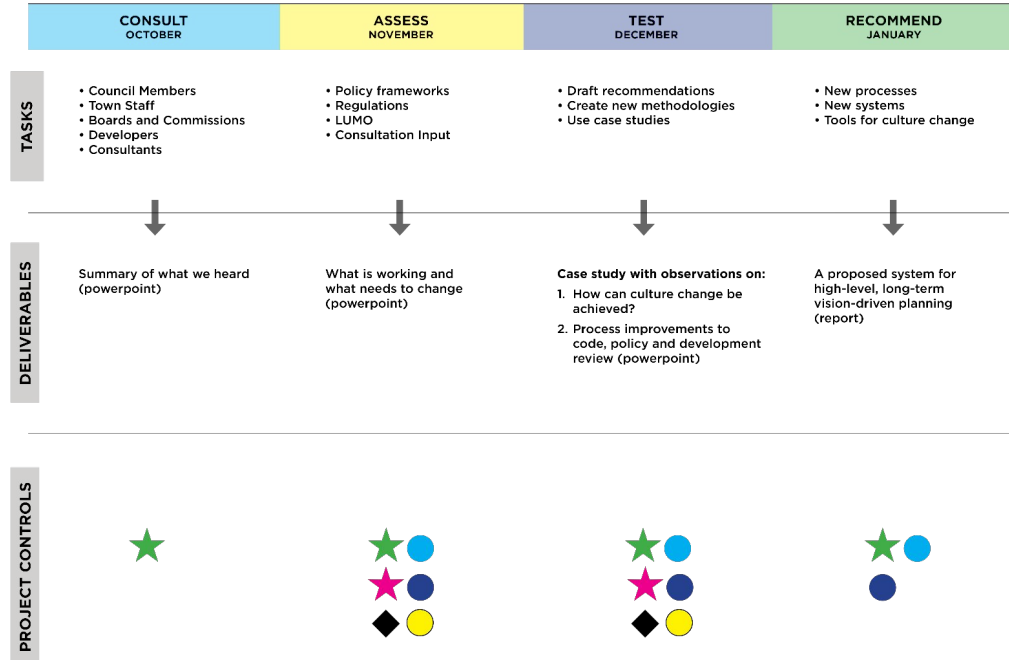 CONSULT
OCTOBER
ASSESS
NOVEMBER
TEST
DECEMBER
RECOMMEND
JANUARY
TASKS
• Council Members
• Town Staff
• Boards and Commissions
• Developers
• Consultants
• Policy frameworks
• Regulations
• LUMO
• Consultation Input
• Draft recommendations
• Create new methodologies
• Use case studies
• New processes
• New systems
• Tools for culture change
DELIVERABLES
Summary of what we heard
(powerpoint)
What is working and
what needs to change
(powerpoint)
Case study with observations on:
1. How can culture change be
achieved?
2. Process improvements to
code, policy and development
review (powerpoint)
A proposed system for
high-level, long-term
vision-driven planning
(report)
PROJECT CONTROLS